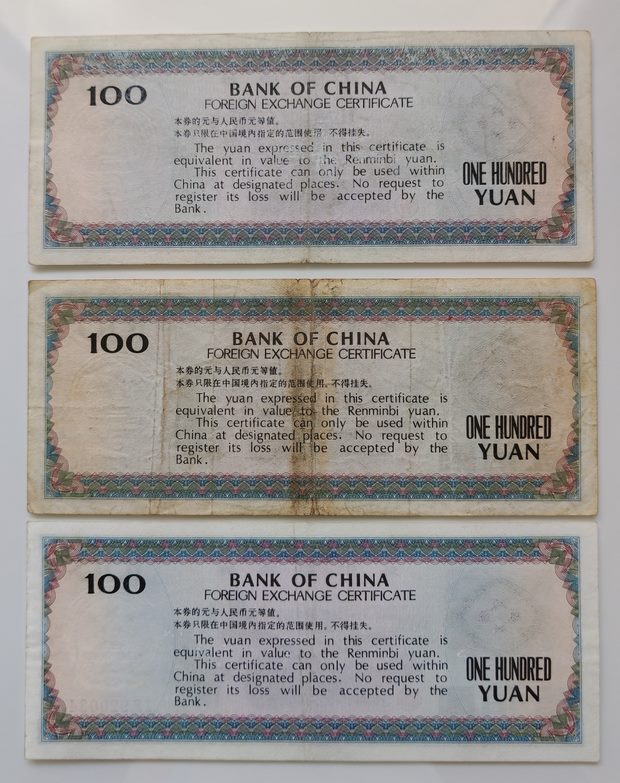 100
BANK OF CHINA
FOREIGN EXCHANGE CERTIFICATE
本券的元与人民币元等值。
本券只限在中国境内指定的范围使用,不得挂失。
The yuan expressed in this certificate is
equivalent in value to the Renminbi yuan.
This certificate can only be used within
China at designated places. No request to
register its loss will be accepted by the
Bank.
ONE HUNDRED
YUAN
100
BANK OF CHINA
FOREIGN EXCHANGE CERTIFICATE
本券的元与人民币元等值。
本券只限在中国境内指定的范围使用,不得挂失。
The yuan expressed in this certificate is
equivalent in value to the Renminbi yuan.
This certificate can only be used within
China at designated places. No request to
register its loss will be accepted by the
Bank.
ONE HUNDRED
YUAN
100
BANK OF CHINA
FOREIGN EXCHANGE CERTIFICATE
本券的元与人民币元等值。
本券只限在中国境内指定的范围使用,不得挂失。
The yuan expressed in this certificate is
equivalent in value to the Renminbi yuan.
This certificate can only be used within
China at designated places. No request to
register its loss will be accepted by the
Bank.
ONE HUNDRED
YUAN